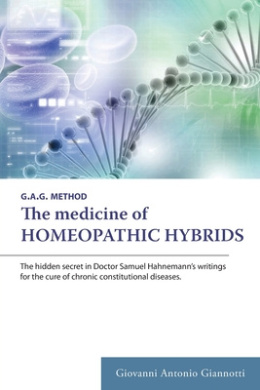 G.A.G. METHOD
The medicine of
HOMEOPATHIC HYBRIDS
The hidden secret in Doctor Samuel Hahnemann's writings
for the cure of chronic constitutional diseases.
Giovanni Antonio Giannotti